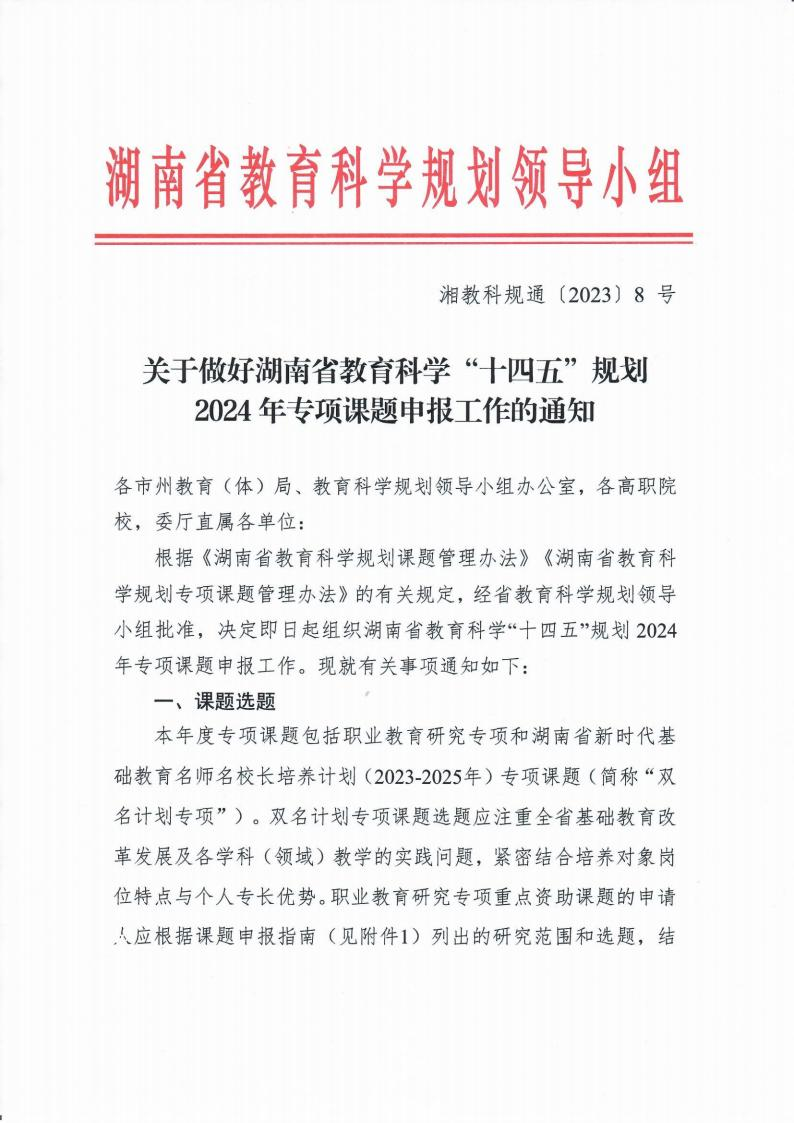 湖南省教育科学规划领导小组
湘教科规通〔2023〕8 号
关于做好湖南省教育科学“十四五”规划
2024 年专项课题申报工作的通知
各市州教育（体）局、教育科学规划领导小组办公室，各高职院
校，委厅直属各单位：
根据《湖南省教育科学规划课题管理办法》《湖南省教育科
学规划专项课题管理办法》的有关规定，经省教育科学规划领导
小组批准，决定即日起组织湖南省教育科学“十四五”规划 2024
年专项课题申报工作。现就有关事项通知如下：
一、课题选题
本年度专项课题包括职业教育研究专项和湖南省新时代基
础教育名师名校长培养计划（2023-2025年）专项课题（简称“双
名计划专项”）。双名计划专项课题选题应注重全省基础教育改
革发展及各学科（领域）教学的实践问题，紧密结合培养对象岗
位特点与个人专长优势。职业教育研究专项重点资助课题的申请
人应根据课题申报指南（见附件1）列出的研究范围和选题，结